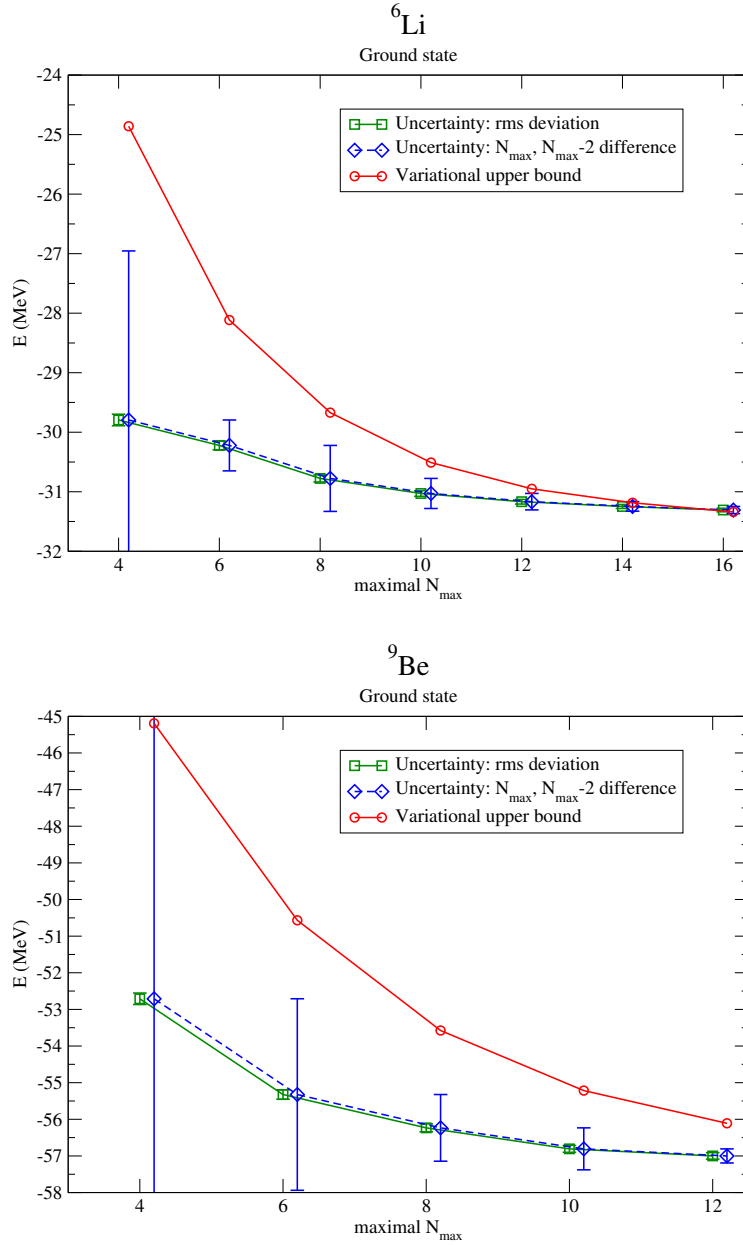 ⁶Li
Ground state
-24
-25
-26
-27
-28
-29
-30
-31
-32
E (MeV)
Uncertainty: rms deviation
Uncertainty: Nmax, Nmax-2 difference
Variational upper bound
4 6 8 10 12 14 16
maximal Nmax
⁹Be
Ground state
-45
-46
-47
-48
-49
-50
-51
-52
-53
-54
-55
-56
-57
-58
E (MeV)
Uncertainty: rms deviation
Uncertainty: Nmax, Nmax-2 difference
Variational upper bound
4 6 8 10 12
maximal Nmax